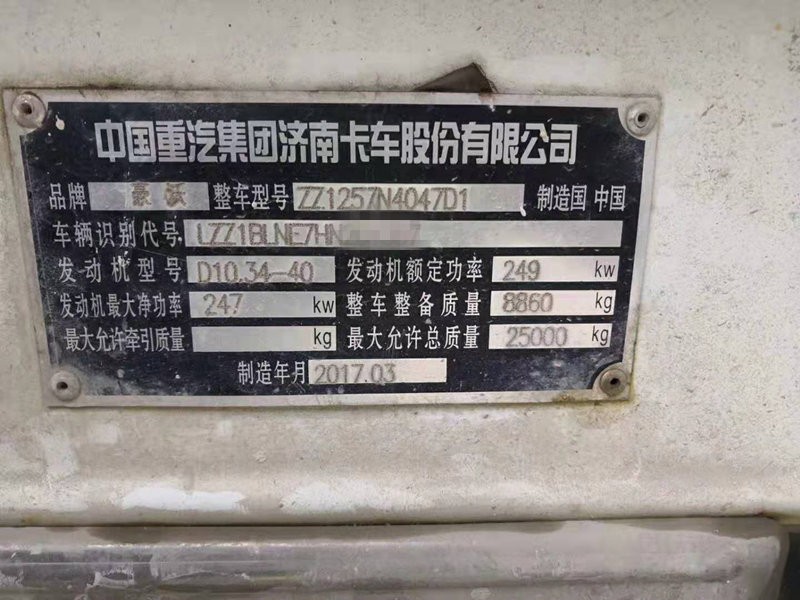 中国重汽集团济南卡车股份有限公司
品牌 豪沃 整车型号 ZZ1257N4047D1 制造国 中国
车辆识别代号 LZZ1BLNE7HN
发动机型号 D10.34-40 发动机额定功率 249 kw
发动机最大净功率 247 kw 整车整备质量 8860 kg
最大允许牵引质量 kg 最大允许总质量 25000 kg
制造年月 2017.03